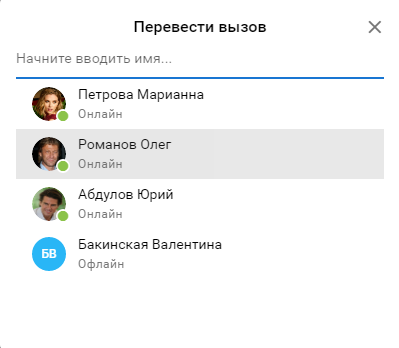 Перевести вызов
Начните вводить имя...
Петрова Марианна
Онлайн
Романов Олег
Онлайн
Абдулов Юрий
Онлайн
БВ
Бакинская Валентина
Офлайн